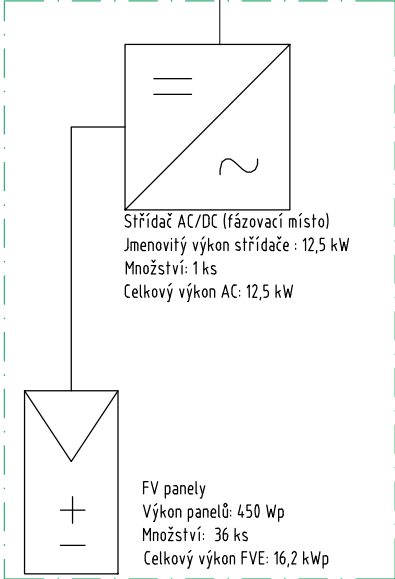 Střídač AC/DC (fázovací místo)
Jmenovitý výkon střídače : 12,5 kW
Množství: 1 ks
Celkový výkon AC: 12,5 kW
FV panely
Výkon panelů: 450 Wp
Množství: 36 ks
Celkový výkon FVE: 16,2 kWp